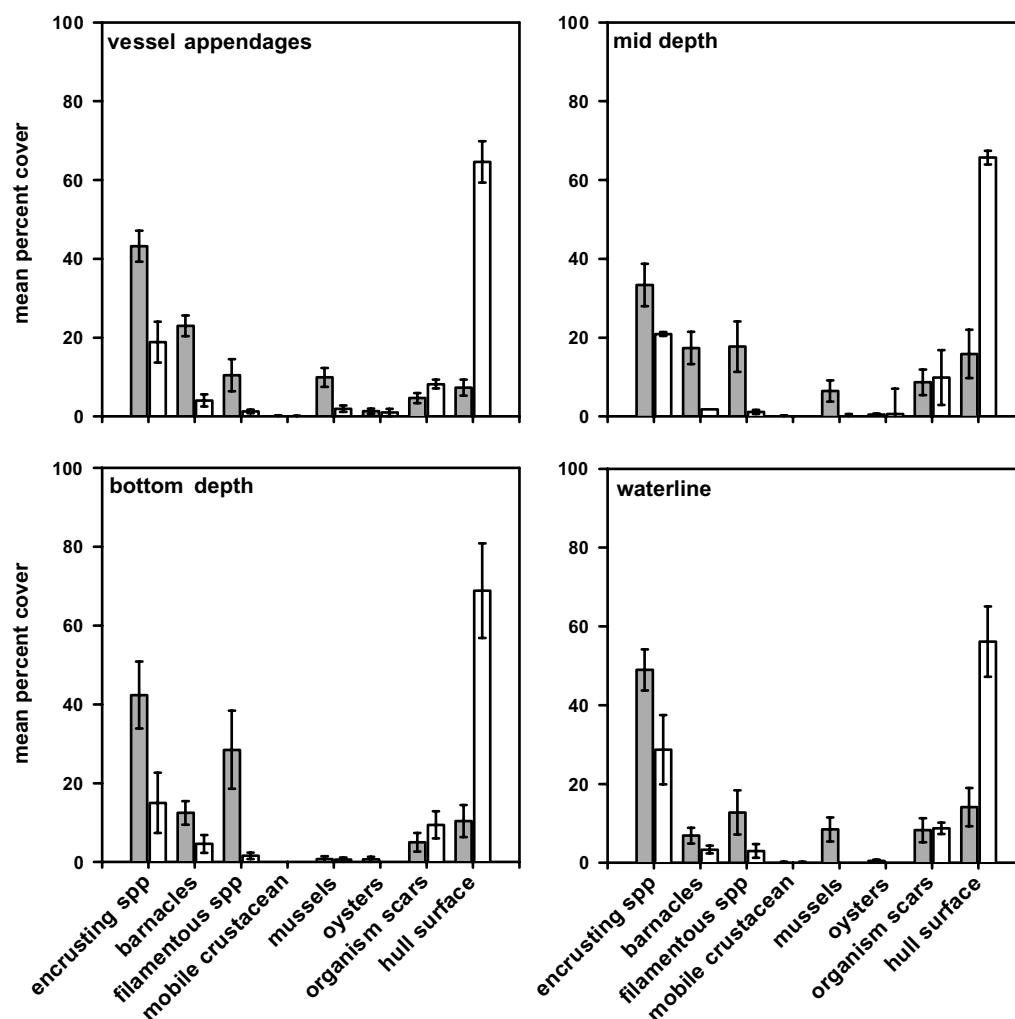 100
80
60
40
20
0
mean percent cover
vessel appendages
100
80
60
40
20
0
mid depth
100
80
60
40
20
0
mean percent cover
bottom depth
encrusting spp
barnacles
filamentous spp
mobile crustacean
mussels
oysters
organism scars
hull surface
100
80
60
40
20
0
waterline
encrusting spp
barnacles
filamentous spp
mobile crustacean
mussels
oysters
organism scars
hull surface